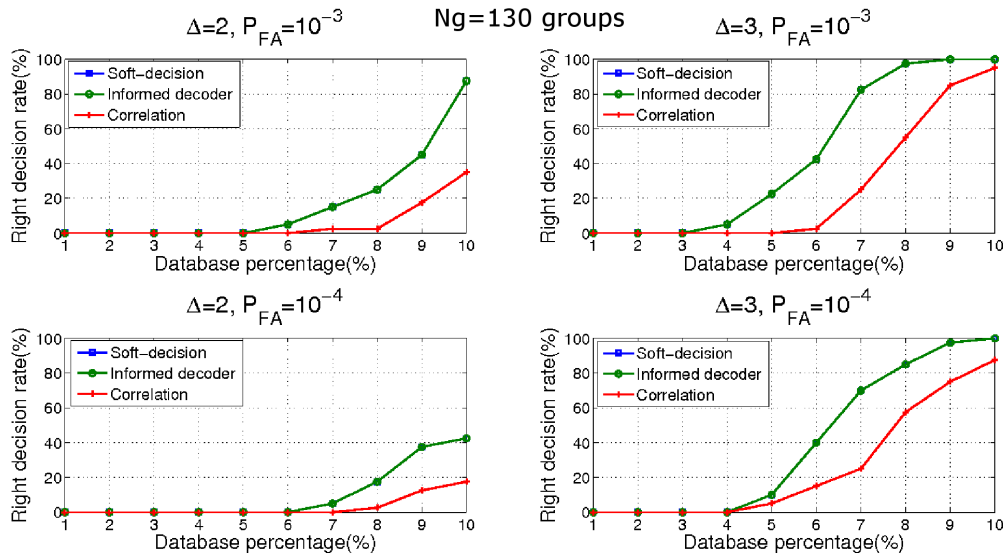 Ng=130 groups
Δ=2, P_FA=10^-3
Right decision rate(%)
100
80
60
40
20
0
Soft-decision
Informed decoder
Correlation
1 2 3 4 5 6 7 8 9 10
Database percentage(%)
Δ=3, P_FA=10^-3
Right decision rate(%)
100
80
60
40
20
0
Soft-decision
Informed decoder
Correlation
1 2 3 4 5 6 7 8 9 10
Database percentage(%)
Δ=2, P_FA=10^-4
Right decision rate(%)
100
80
60
40
20
0
Soft-decision
Informed decoder
Correlation
1 2 3 4 5 6 7 8 9 10
Database percentage(%)
Δ=3, P_FA=10^-4
Right decision rate(%)
100
80
60
40
20
0
Soft-decision
Informed decoder
Correlation
1 2 3 4 5 6 7 8 9 10
Database percentage(%)